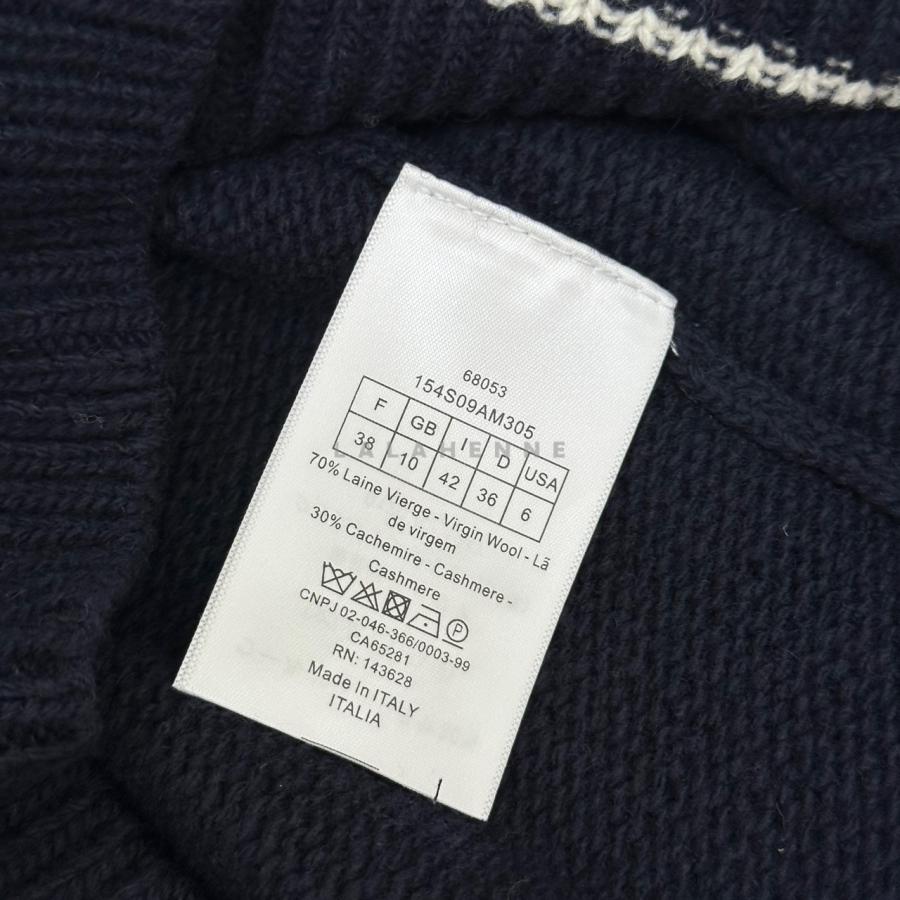 68053
154S09AM305
F GB I D USA
38 10 42 36 6
LALAHENNE
70% Laine Vierge - Virgin Wool - Lã
de virgem
30% Cachemire - Cashmere -
Cashmere
P
CNPJ 02-046-366/0003-99
CA65281
RN: 143628
Made In ITALY
ITALIA